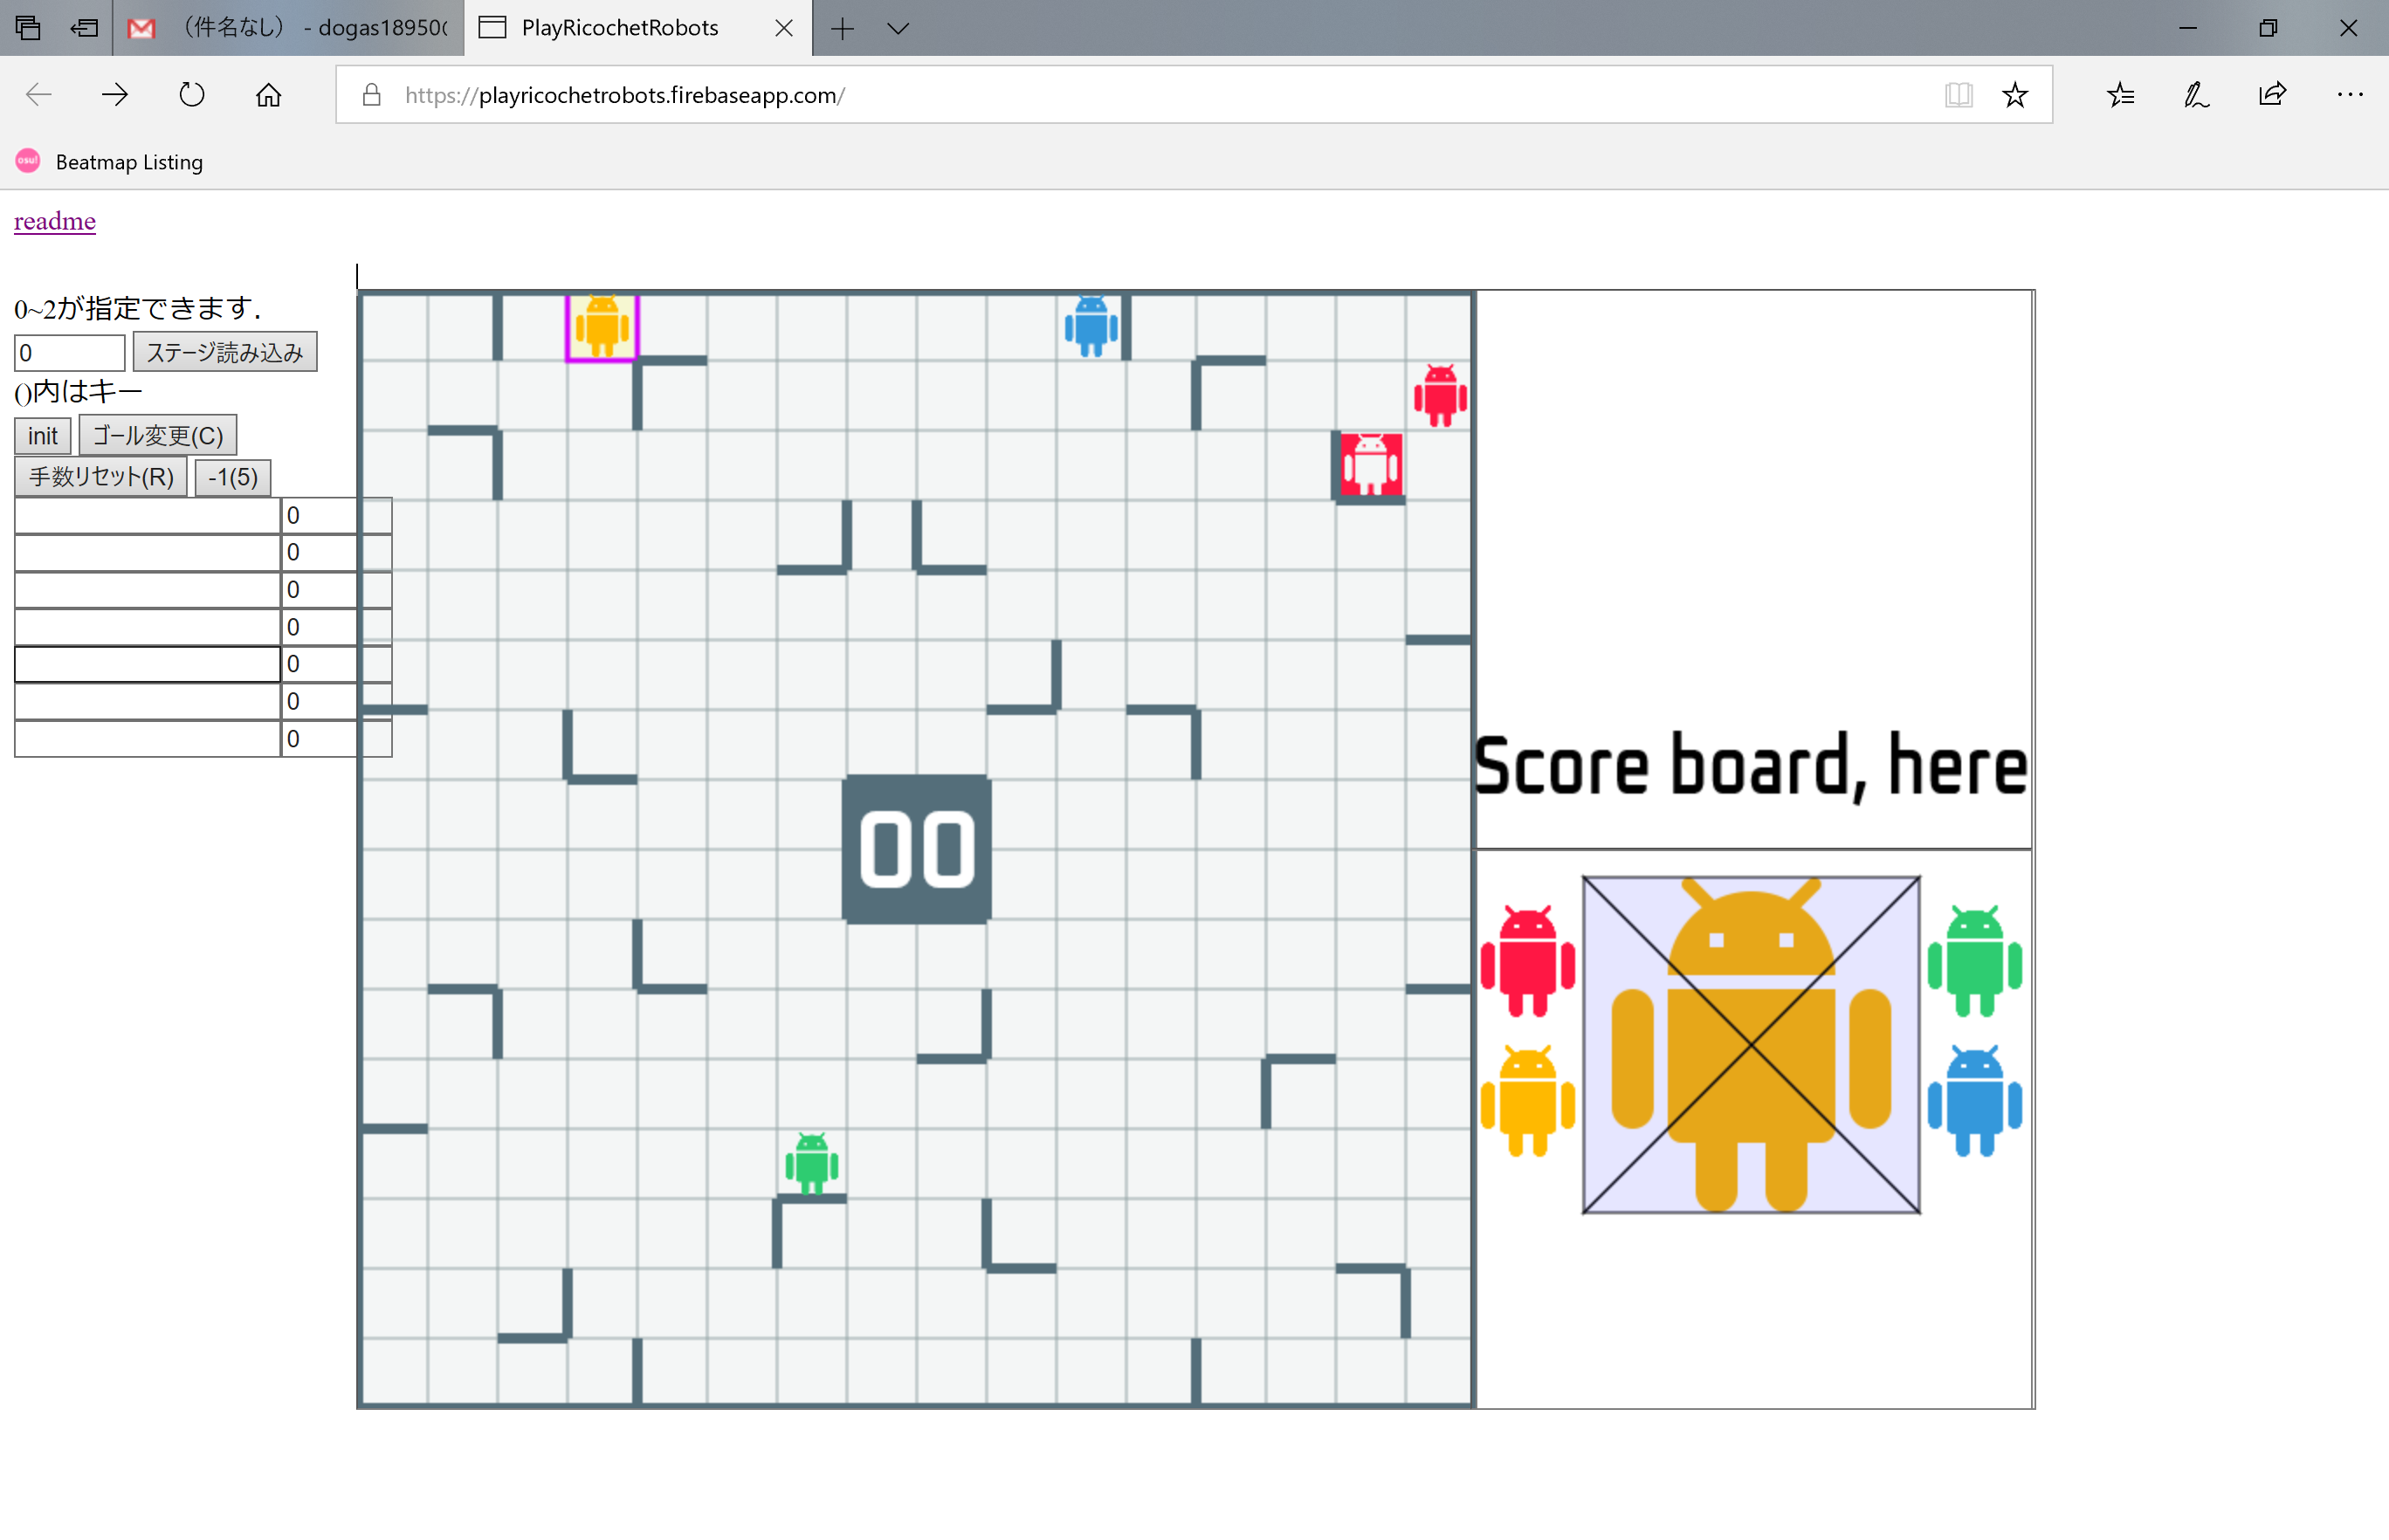 （件名なし） - dogas18950(
PlayRicochetRobots
https://playricochetrobots.firebaseapp.com/
osu!
Beatmap Listing
readme
0~2が指定できます.
0
ステージ読み込み
()内はキー
init
ゴール変更(C)
手数リセット(R)
-1(5)
0
0
0
0
0
0
0
00
Score board, here